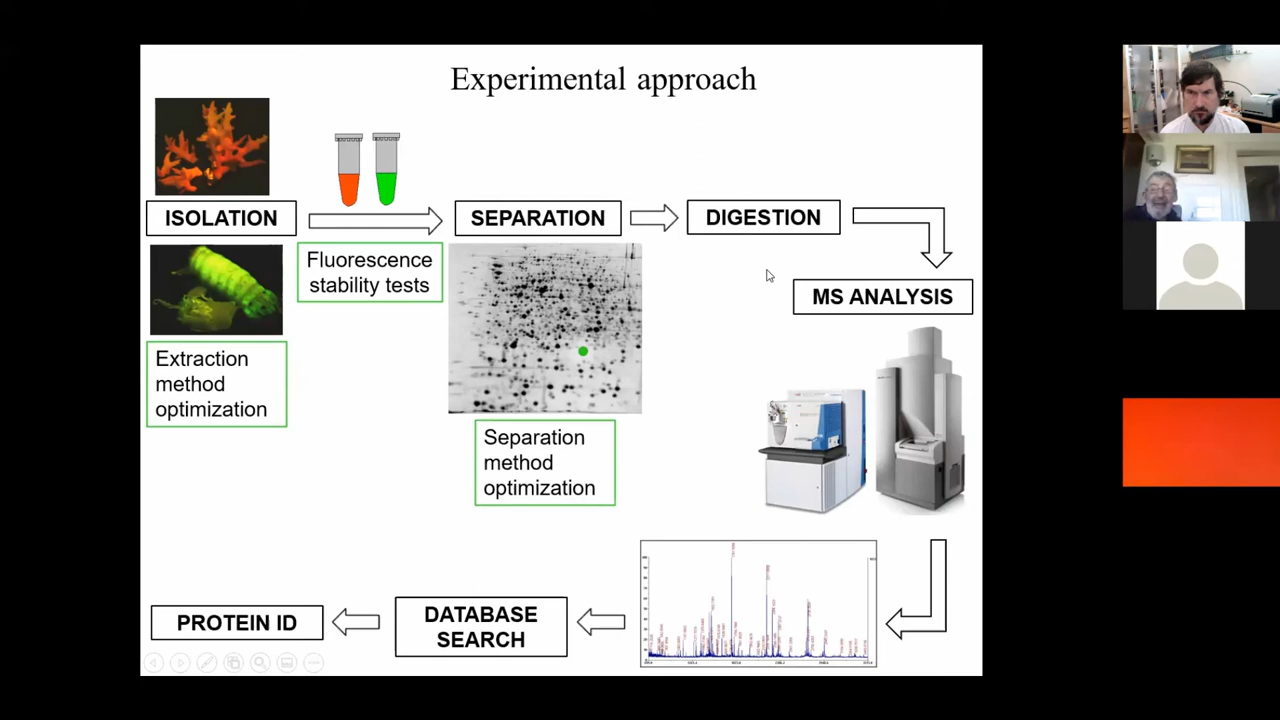 Experimental approach
ISOLATION
SEPARATION
DIGESTION
Fluorescence
stability tests
MS ANALYSIS
Extraction
method
optimization
Separation
method
optimization
PROTEIN ID
DATABASE
SEARCH